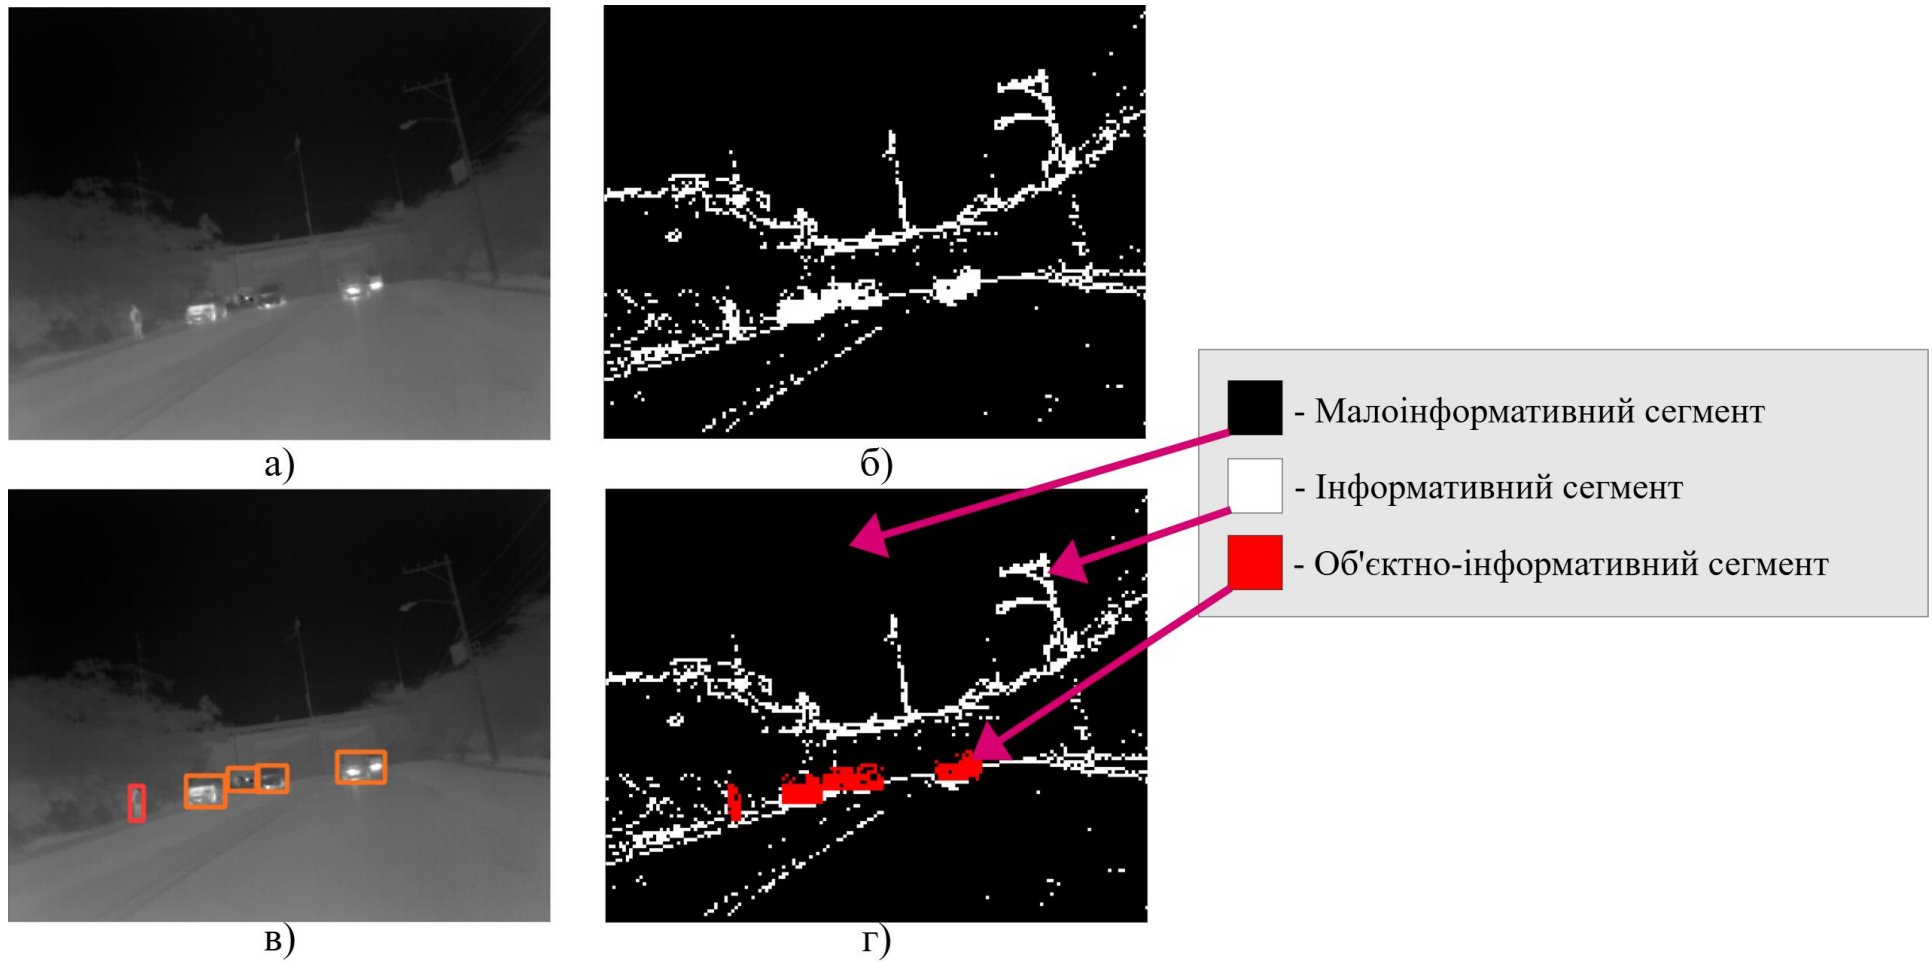 а)
б)
- Малоінформативний сегмент
- Інформативний сегмент
- Об'єктно-інформативний сегмент
в)
г)